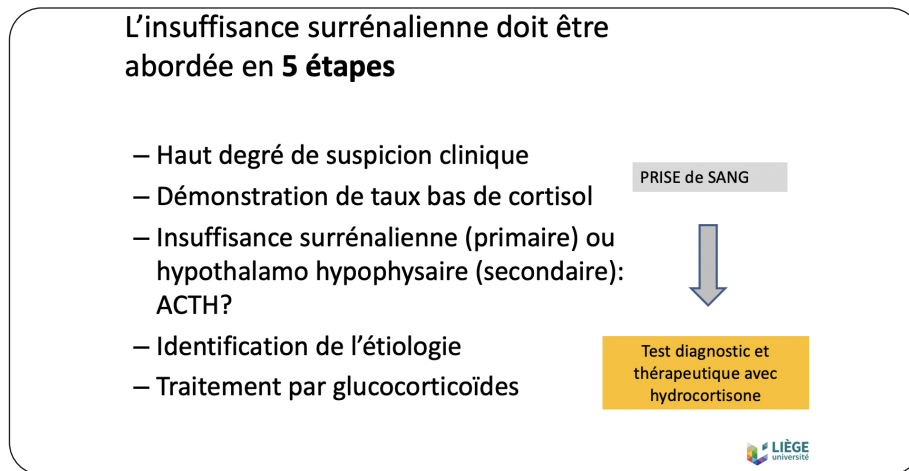 L’insuffisance surrénalienne doit être
abordée en 5 étapes
– Haut degré de suspicion clinique
– Démonstration de taux bas de cortisol
– Insuffisance surrénalienne (primaire) ou
hypothalamo hypophysaire (secondaire):
ACTH?
– Identification de l’étiologie
– Traitement par glucocorticoïdes
PRISE de SANG
Test diagnostic et
thérapeutique avec
hydrocortisone
LIÈGE
université